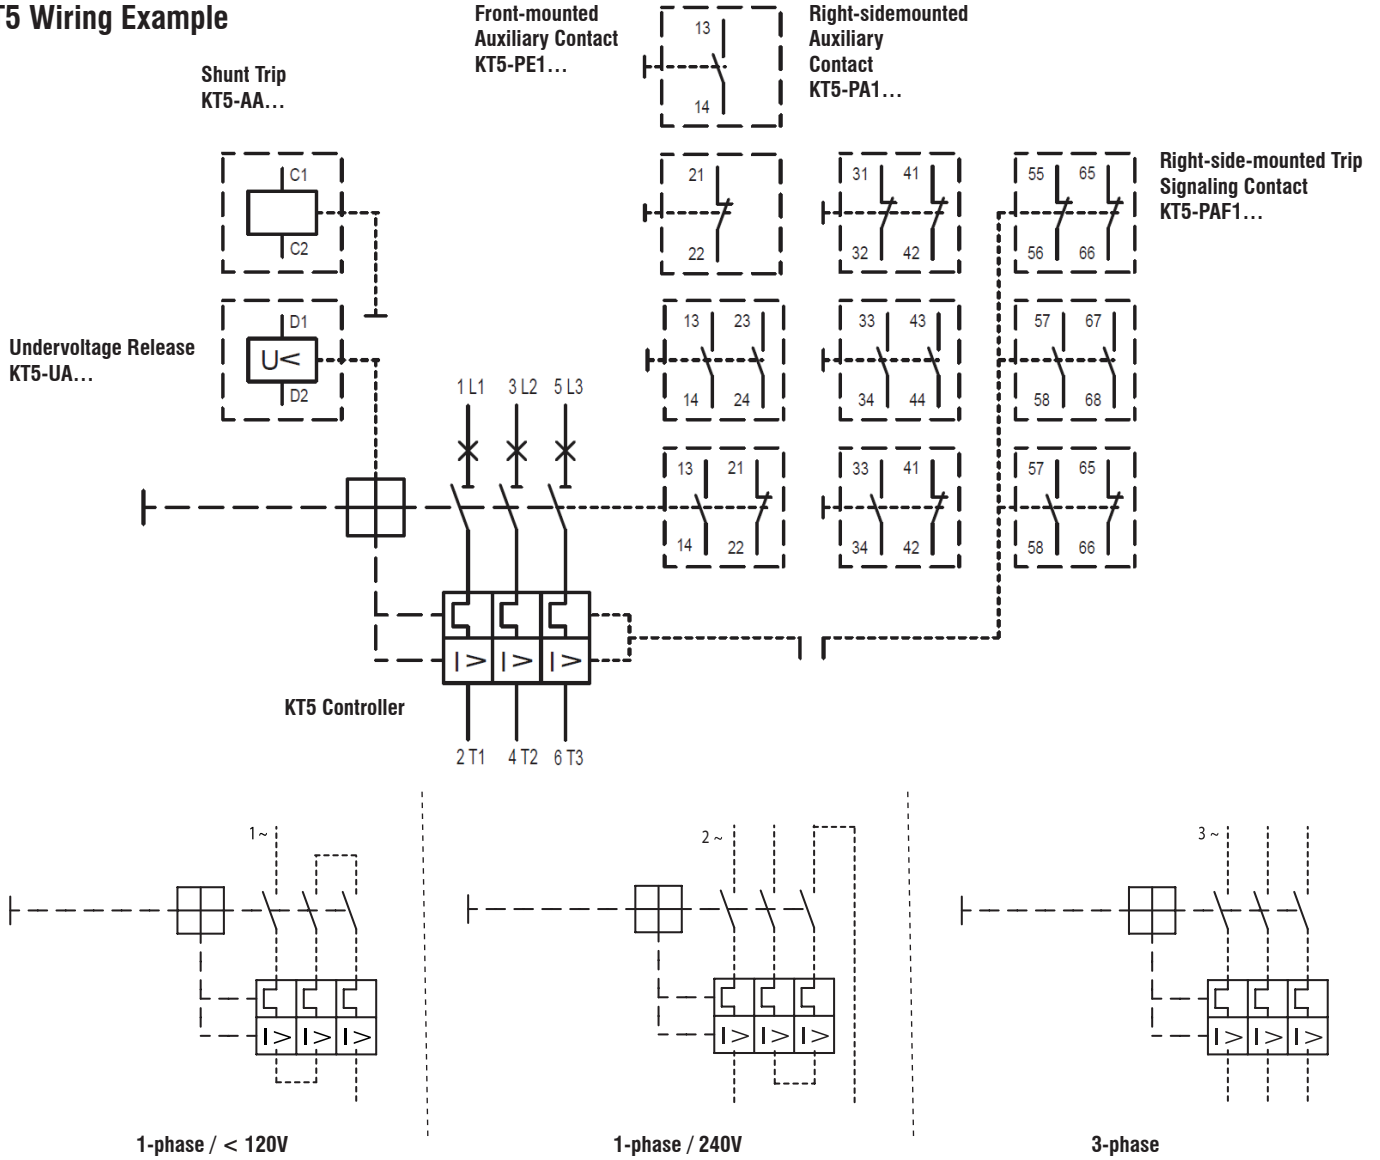 T5 Wiring Example
Front-mounted
Auxiliary Contact
KT5-PE1...
Right-sidemounted
Auxiliary
Contact
KT5-PA1...
Shunt Trip
KT5-AA...
13
14
C1
C2
21
22
31 41
32 42
55 65
56 66
Right-side-mounted Trip
Signaling Contact
KT5-PAF1...
Undervoltage Release
KT5-UA...
D1
U<
D2
13 23
14 24
33 43
34 44
57 67
58 68
1 L1 3 L2 5 L3
13 21
14 22
33 41
34 42
57 65
58 66
I > I > I >
KT5 Controller
2 T1 4 T2 6 T3
1 ~
I > I > I >
1-phase / < 120V
2 ~
I > I > I >
1-phase / 240V
3 ~
I > I > I >
3-phase